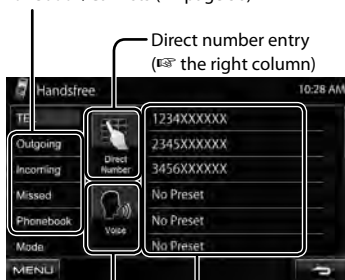 Direct number entry
(☞ the right column)
Handsfree
10:28 AM
1234XXXXXX
Outgoing
2345XXXXXX
Direct
Number
Incoming
3456XXXXXX
Missed
No Preset
Phonebook
Voice
No Preset
Mode
No Preset
MENU